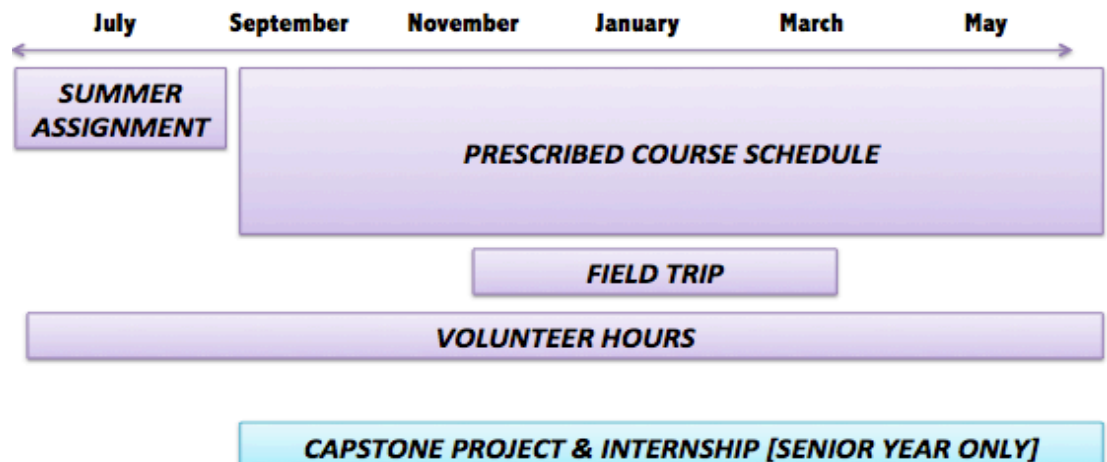 July September November January March May
SUMMER
ASSIGNMENT
PRESCRIBED COURSE SCHEDULE
FIELD TRIP
VOLUNTEER HOURS
CAPSTONE PROJECT & INTERNSHIP [SENIOR YEAR ONLY]